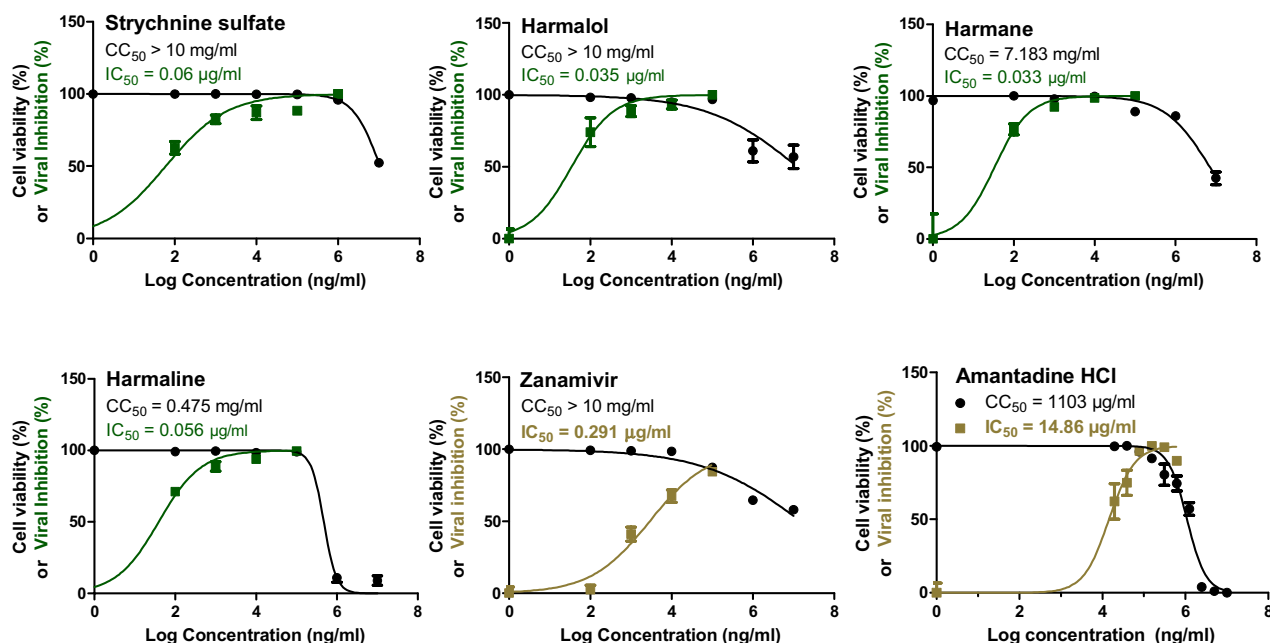 Strychnine sulfate
CC50 > 10 mg/ml
IC50 = 0.06 µg/ml
150
100
50
0
0 2 4 6 8
Cell viability (%)
or Viral Inhibition (%)
Log Concentration (ng/ml)
Harmalol
CC50 > 10 mg/ml
IC50 = 0.035 µg/ml
150
100
50
0
0 2 4 6 8
Cell viability (%)
or Viral Inhibition (%)
Log Concentration (ng/ml)
Harmane
CC50 = 7.183 mg/ml
IC50 = 0.033 µg/ml
150
100
50
0
0 2 4 6 8
Cell viability (%)
or Viral Inhibition (%)
Log Concentration (ng/ml)
Harmaline
CC50 = 0.475 mg/ml
IC50 = 0.056 µg/ml
150
100
50
0
0 2 4 6 8
Cell viability (%)
or Viral Inhibition (%)
Log Concentration (ng/ml)
Zanamivir
CC50 > 10 mg/ml
IC50 = 0.291 µg/ml
150
100
50
0
0 2 4 6 8
Cell viability (%)
or Viral inhibition (%)
Log Concentration (ng/ml)
Amantadine HCl
CC50 = 1103 µg/ml
IC50 = 14.86 µg/ml
150
100
50
0
0 2 4 6 8
Cell viability (%)
or Viral inhibition (%)
Log concentration (ng/ml)